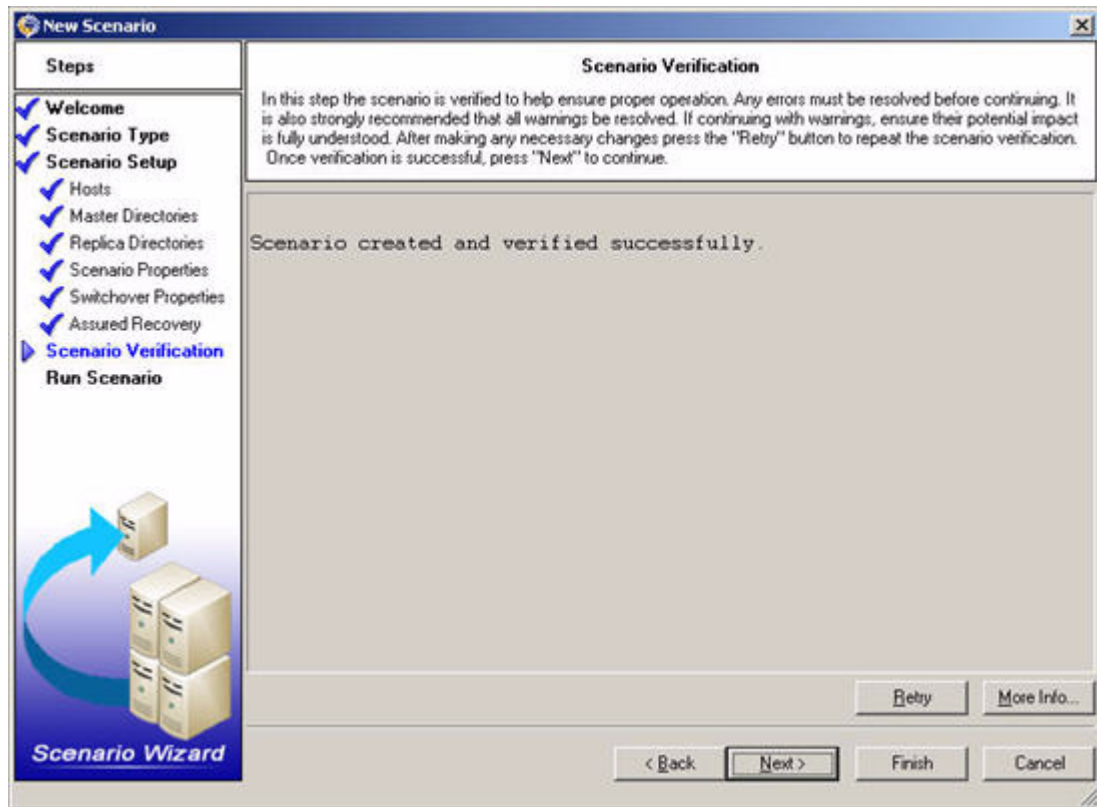 New Scenario
Steps
Welcome
Scenario Type
Scenario Setup
Hosts
Master Directories
Replica Directories
Scenario Properties
Switchover Properties
Assured Recovery
Scenario Verification
Run Scenario
Scenario Wizard
Scenario Verification
In this step the scenario is verified to help ensure proper operation. Any errors must be resolved before continuing. It
is also strongly recommended that all warnings be resolved. If continuing with warnings, ensure their potential impact
is fully understood. After making any necessary changes press the "Retry" button to repeat the scenario verification.
Once verification is successful, press "Next" to continue.
Scenario created and verified successfully.
Retry
More Info...
< Back
Next >
Finish
Cancel